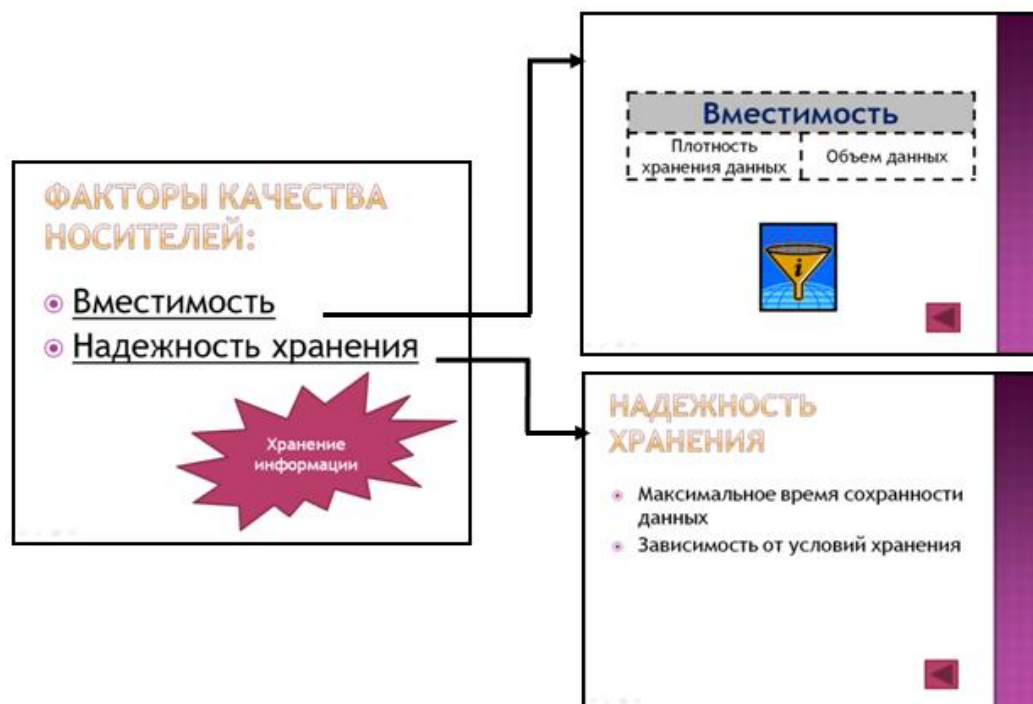 ФАКТОРЫ КАЧЕСТВА
НОСИТЕЛЕЙ:
Вместимость
Надежность хранения
Хранение
информации
Вместимость
Плотность
хранения данных
Объем данных
i
НАДЕЖНОСТЬ
ХРАНЕНИЯ
Максимальное время сохранности
данных
Зависимость от условий хранения